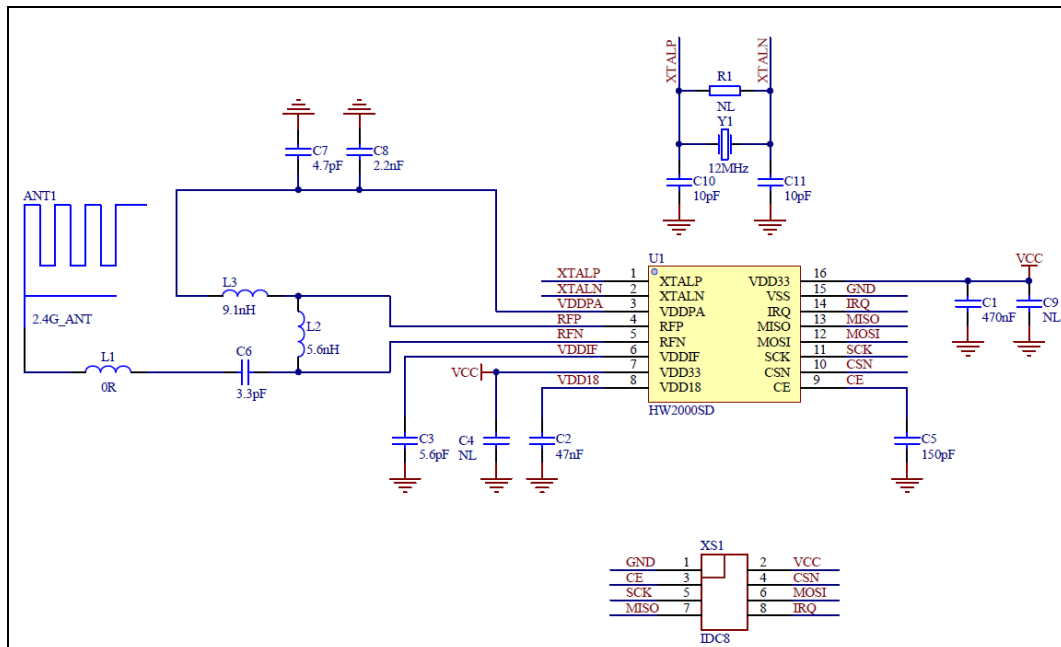 XTALP
XTALN
R1
NL
Y1
12MHz
C7
4.7pF
C8
2.2nF
C10
10pF
C11
10pF
ANT1
2.4G_ANT
L3
9.1nH
L2
5.6nH
L1
0R
C6
3.3pF
U1
XTALP 1 XTALP VDD33 16
XTALN 2 XTALN VSS 15 GND
VDDPA 3 VDDPA IRQ 14 IRQ
RFP 4 RFP MISO 13 MISO
RFN 5 RFN MOSI 12 MOSI
VDDIF 6 VDDIF SCK 11 SCK
VCC 7 VDD33 CSN 10 CSN
VDD18 8 VDD18 CE 9 CE
HW2000SD
VCC
C1
470nF
C9
NL
C3
5.6pF
C4
NL
C2
47nF
C5
150pF
XS1
GND 1 2 VCC
CE 3 4 CSN
SCK 5 6 MOSI
MISO 7 8 IRQ
IDC8